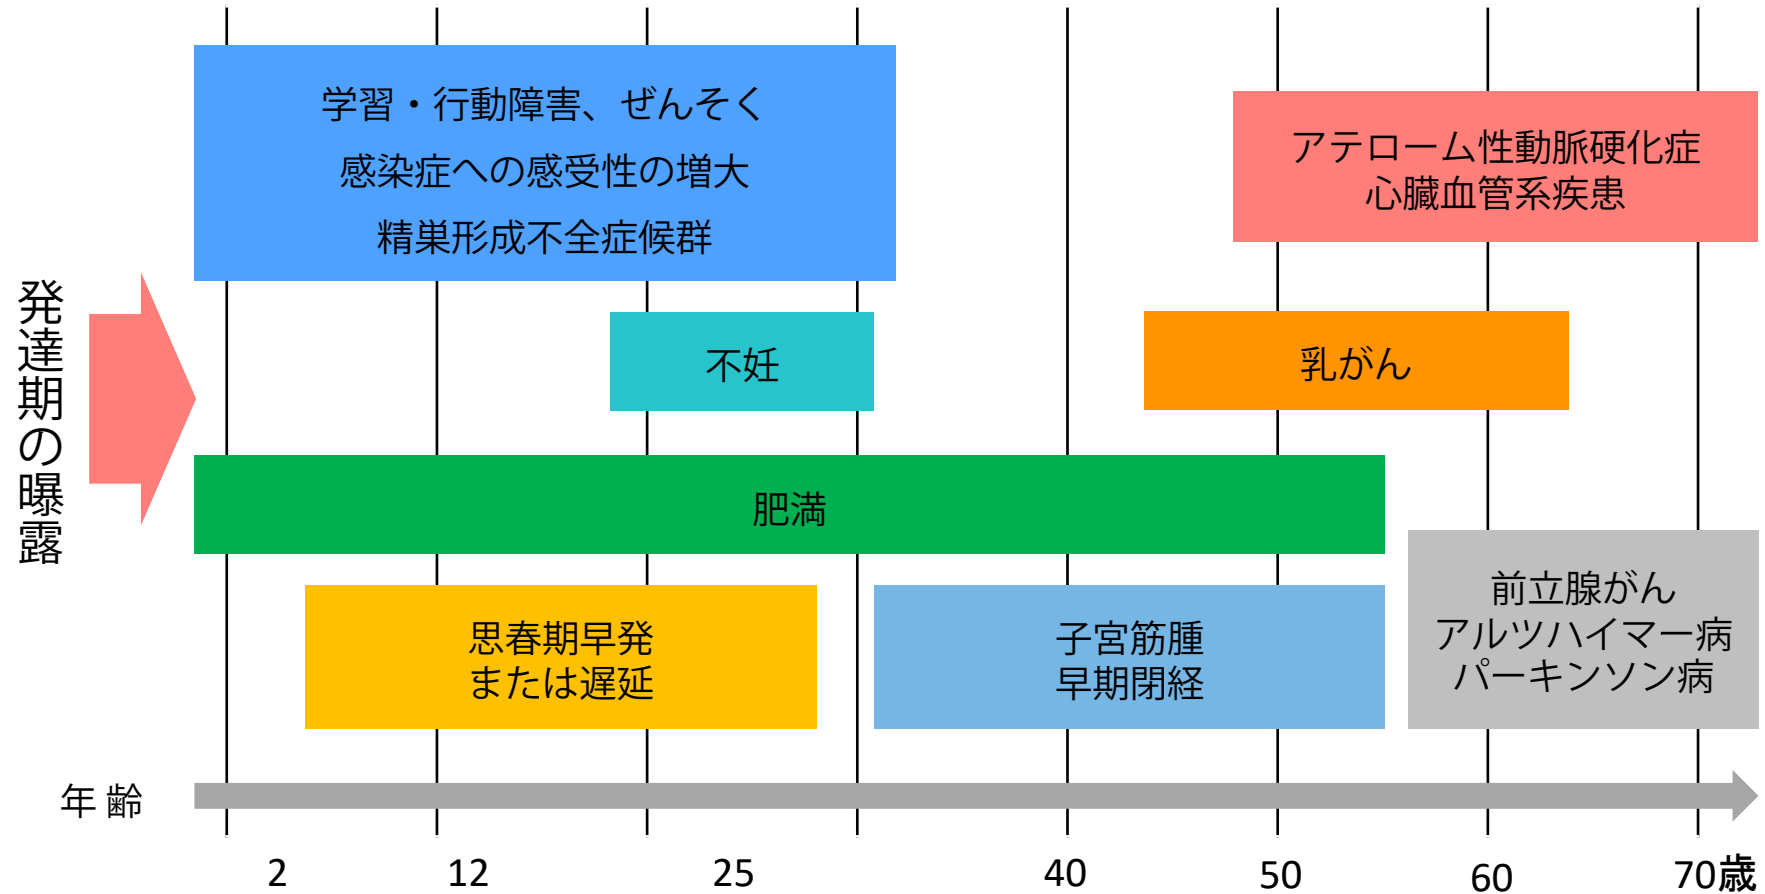 発達期の曝露
学習・行動障害、ぜんそく
感染症への感受性の増大
精巣形成不全症候群
アテローム性動脈硬化症
心臓血管系疾患
不妊
乳がん
肥満
思春期早発
または遅延
子宮筋腫
早期閉経
前立腺がん
アルツハイマー病
パーキンソン病
年齢
2 12 25 40 50 60 70歳